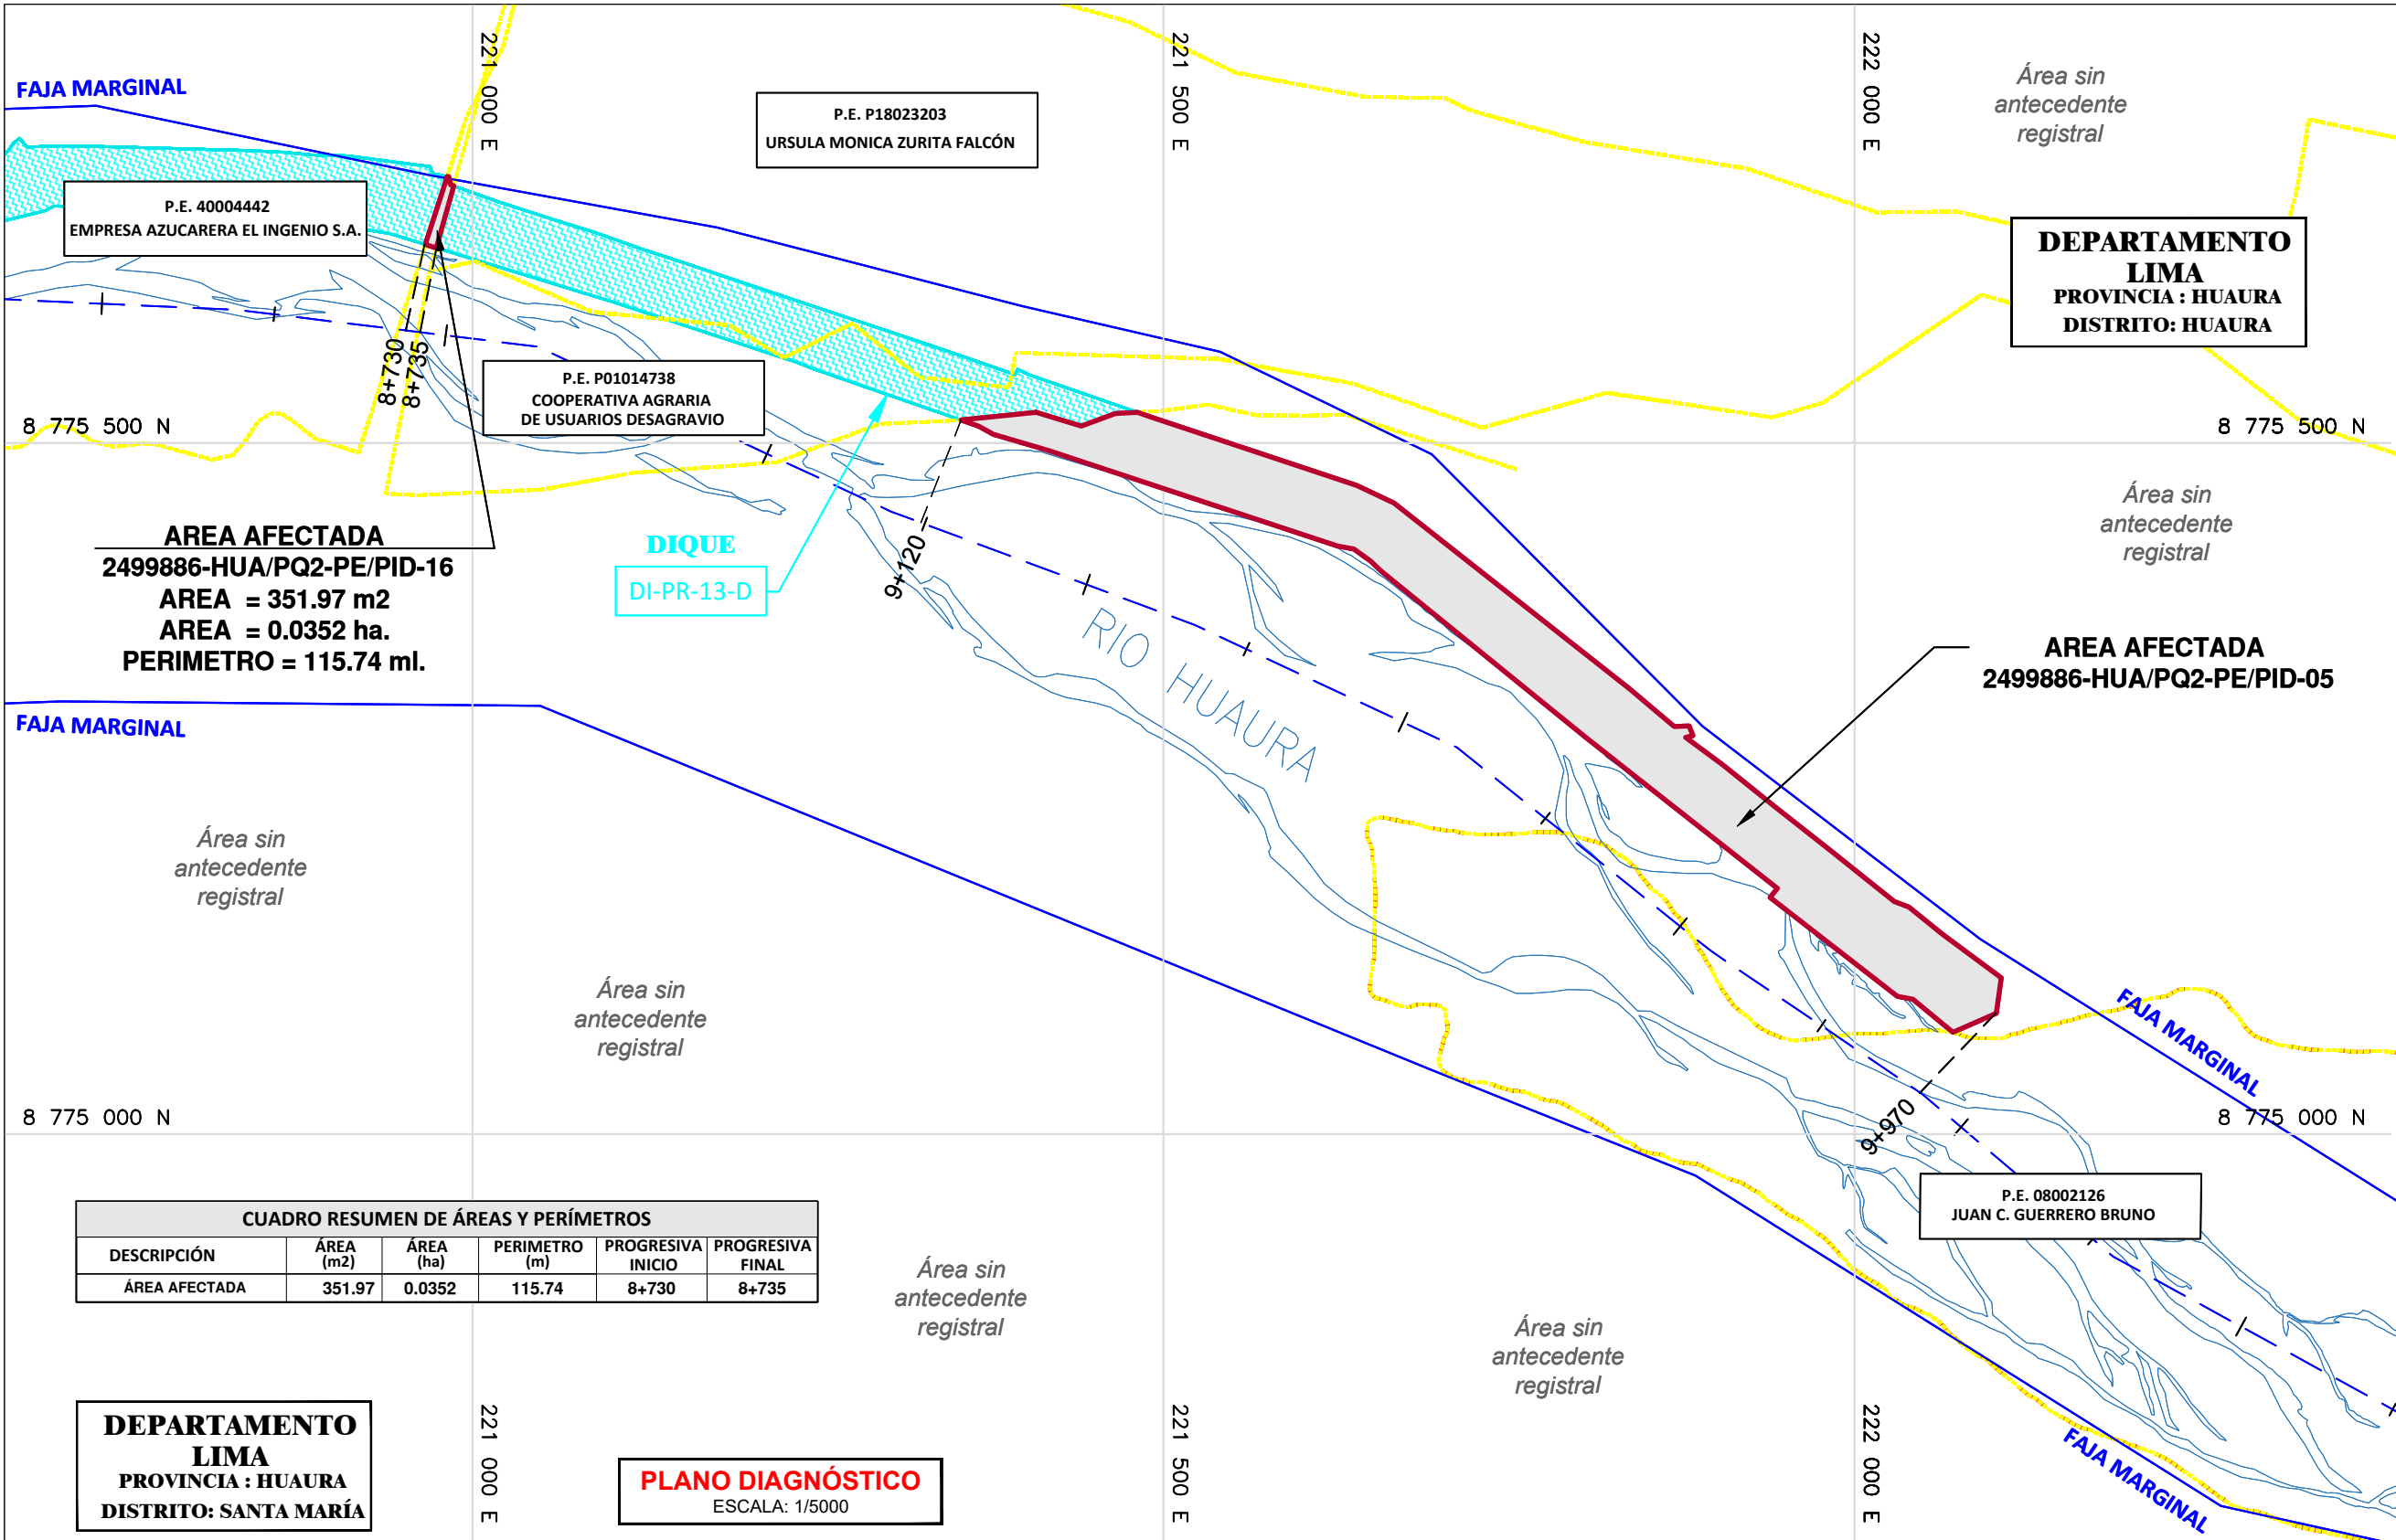 221 000 E
221 500 E
222 000 E
FAJA MARGINAL
P.E. P18023203
URSULA MONICA ZURITA FALCÓN
Área sin
antecedente
registral
P.E. 40004442
EMPRESA AZUCARERA EL INGENIO S.A.
DEPARTAMENTO
LIMA
PROVINCIA : HUAURA
DISTRITO: HUAURA
8+730
8+735
P.E. P01014738
COOPERATIVA AGRARIA
DE USUARIOS DESAGRAVIO
8 775 500 N
8 775 500 N
Área sin
antecedente
registral
AREA AFECTADA
2499886-HUA/PQ2-PE/PID-16
AREA = 351.97 m2
AREA = 0.0352 ha.
PERIMETRO = 115.74 ml.
DIQUE
DI-PR-13-D
9+120
RIO HUAURA
AREA AFECTADA
2499886-HUA/PQ2-PE/PID-05
FAJA MARGINAL
Área sin
antecedente
registral
Área sin
antecedente
registral
FAJA MARGINAL
8 775 000 N
8 775 000 N
9+970
P.E. 08002126
JUAN C. GUERRERO BRUNO
CUADRO RESUMEN DE ÁREAS Y PERÍMETROS
DESCRIPCIÓN ÁREA (m2) ÁREA (ha) PERIMETRO (m) PROGRESIVA INICIO PROGRESIVA FINAL
ÁREA AFECTADA 351.97 0.0352 115.74 8+730 8+735
Área sin
antecedente
registral
Área sin
antecedente
registral
DEPARTAMENTO
LIMA
PROVINCIA : HUAURA
DISTRITO: SANTA MARÍA
221 000 E
PLANO DIAGNÓSTICO
ESCALA: 1/5000
221 500 E
222 000 E
FAJA MARGINAL